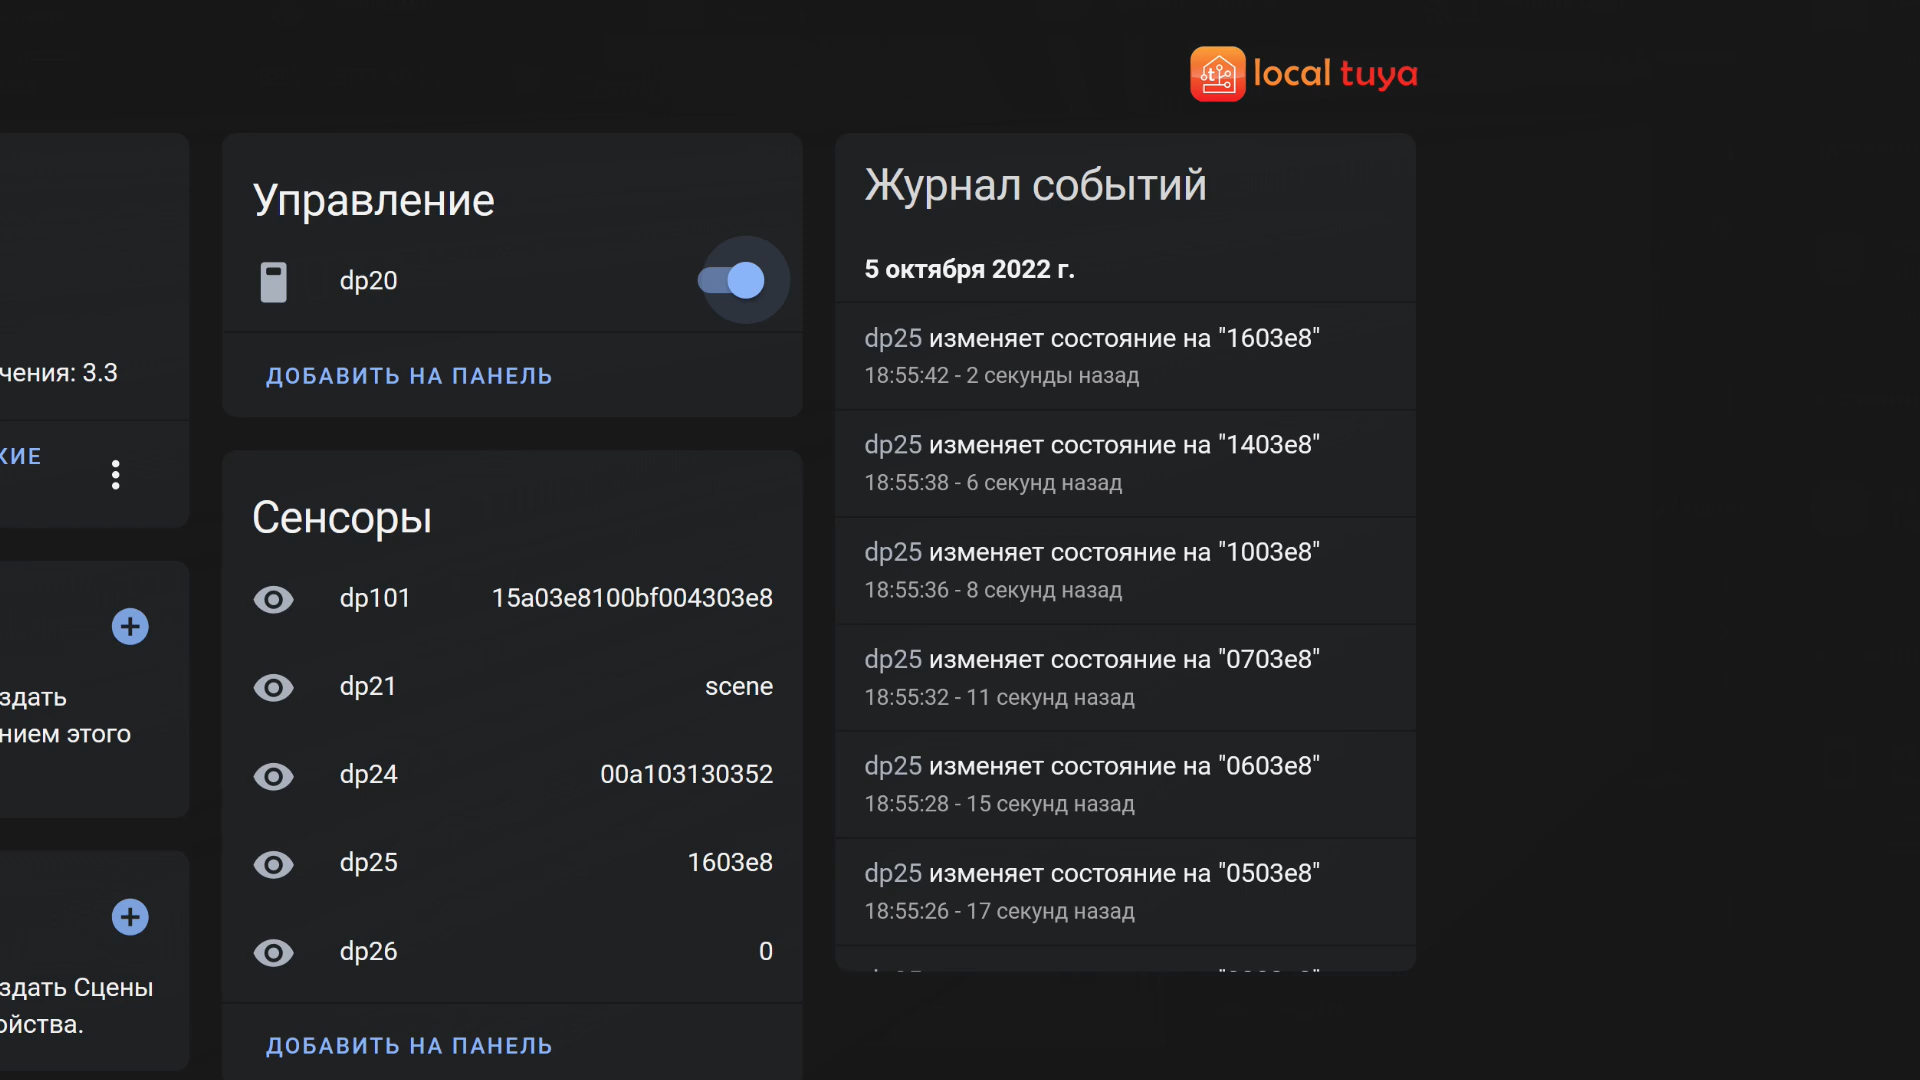 local tuya
чения: 3.3
КИЕ
здать
нием этого
здать Сцены
ойства.
Управление
dp20
ДОБАВИТЬ НА ПАНЕЛЬ
Сенсоры
dp101 15a03e8100bf004303e8
dp21 scene
dp24 00a103130352
dp25 1603e8
dp26 0
ДОБАВИТЬ НА ПАНЕЛЬ
Журнал событий
5 октября 2022 г.
dp25 изменяет состояние на "1603e8"
18:55:42 - 2 секунды назад
dp25 изменяет состояние на "1403e8"
18:55:38 - 6 секунд назад
dp25 изменяет состояние на "1003e8"
18:55:36 - 8 секунд назад
dp25 изменяет состояние на "0703e8"
18:55:32 - 11 секунд назад
dp25 изменяет состояние на "0603e8"
18:55:28 - 15 секунд назад
dp25 изменяет состояние на "0503e8"
18:55:26 - 17 секунд назад